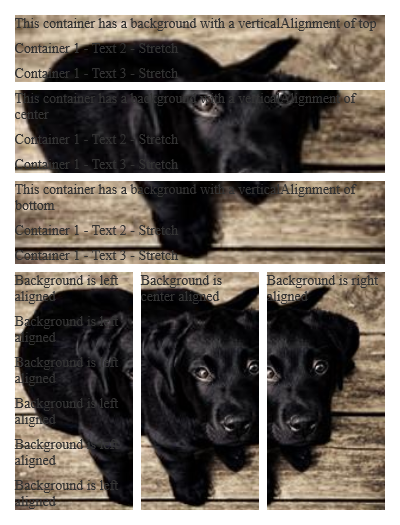 This container has a background with a verticalAlignment of top
Container 1 - Text 2 - Stretch
Container 1 - Text 3 - Stretch
This container has a background with a verticalAlignment of
center
Container 1 - Text 2 - Stretch
Container 1 - Text 3 - Stretch
This container has a background with a verticalAlignment of
bottom
Container 1 - Text 2 - Stretch
Container 1 - Text 3 - Stretch
Background is left
aligned
Background is left
aligned
Background is left
aligned
Background is left
aligned
Background is left
aligned
Background is left
aligned
Background is
center aligned
Background is right
aligned